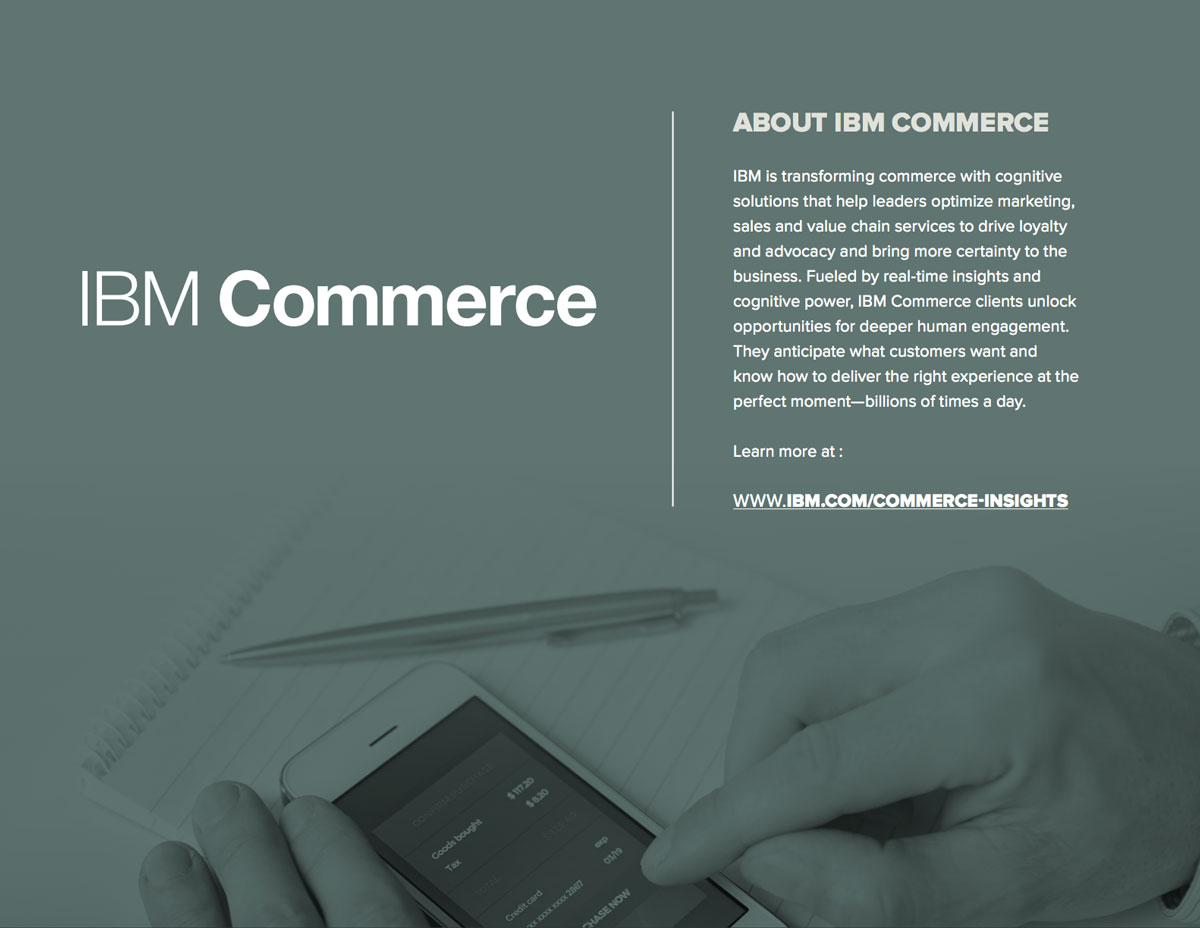 IBM Commerce
ABOUT IBM COMMERCE
IBM is transforming commerce with cognitive
solutions that help leaders optimize marketing,
sales and value chain services to drive loyalty
and advocacy and bring more certainty to the
business. Fueled by real-time insights and
cognitive power, IBM Commerce clients unlock
opportunities for deeper human engagement.
They anticipate what customers want and
know how to deliver the right experience at the
perfect moment—billions of times a day.
Learn more at :
WWW.IBM.COM/COMMERCE-INSIGHTS
CONFIRM PURCHASE
Goods bought $ 117.20
Tax $ 8.20
TOTAL
Credit card exp
xxxx xxxx 2867 03/19
CHASE NOW